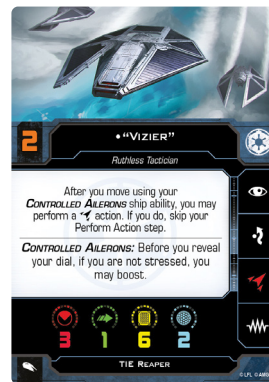 2
•"VIZIER"
Ruthless Tactician
After you move using your
CONTROLLED AILERONS ship ability, you may
perform a action. If you do, skip your
Perform Action step.
CONTROLLED AILERONS: Before you reveal
your dial, if you are not stressed, you
may boost.
3 1 6 2
TIE REAPER
©LFL ©AMG